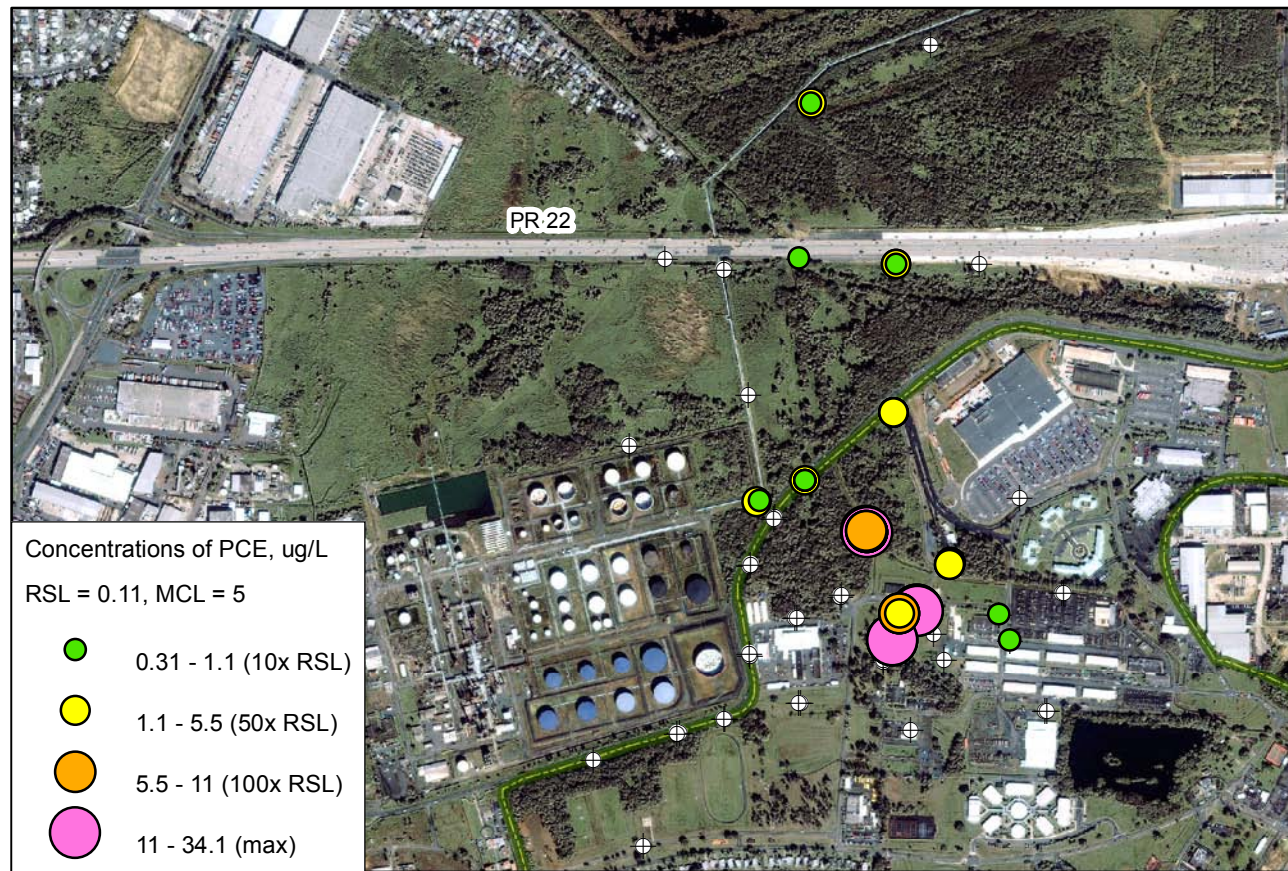 PR 22
Concentrations of PCE, ug/L
RSL = 0.11, MCL = 5
0.31 - 1.1 (10x RSL)
1.1 - 5.5 (50x RSL)
5.5 - 11 (100x RSL)
11 - 34.1 (max)